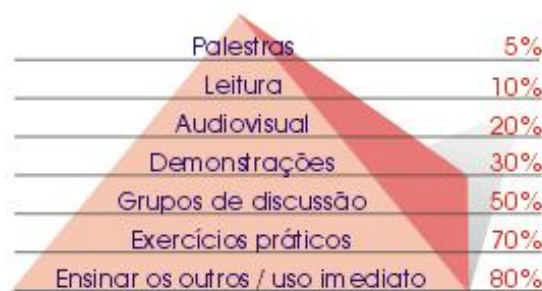 Palestras 5%
Leitura 10%
Audiovisual 20%
Demonstrações 30%
Grupos de discussão 50%
Exercícios práticos 70%
Ensinar os outros / uso imediato 80%